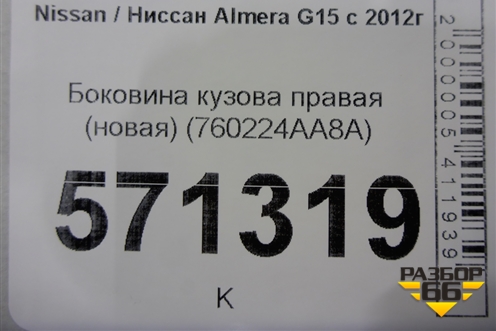 Nissan / Ниссан Almera G15 с 2012г
Боковина кузова правая
(новая) (760224AA8A)
571319
К
2000005411939
РАЗБОР
66